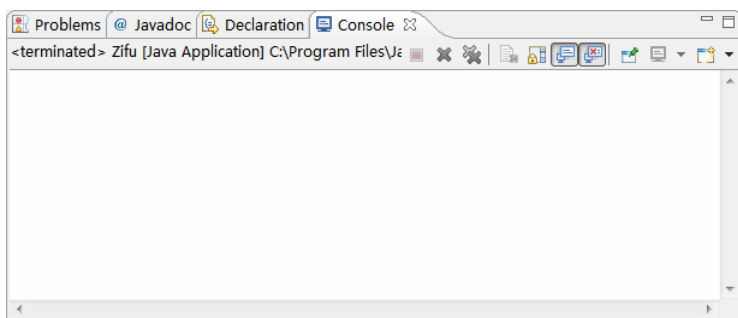 Problems @ Javadoc Declaration Console
<terminated> Zifu [Java Application] C:\Program Files\Ja